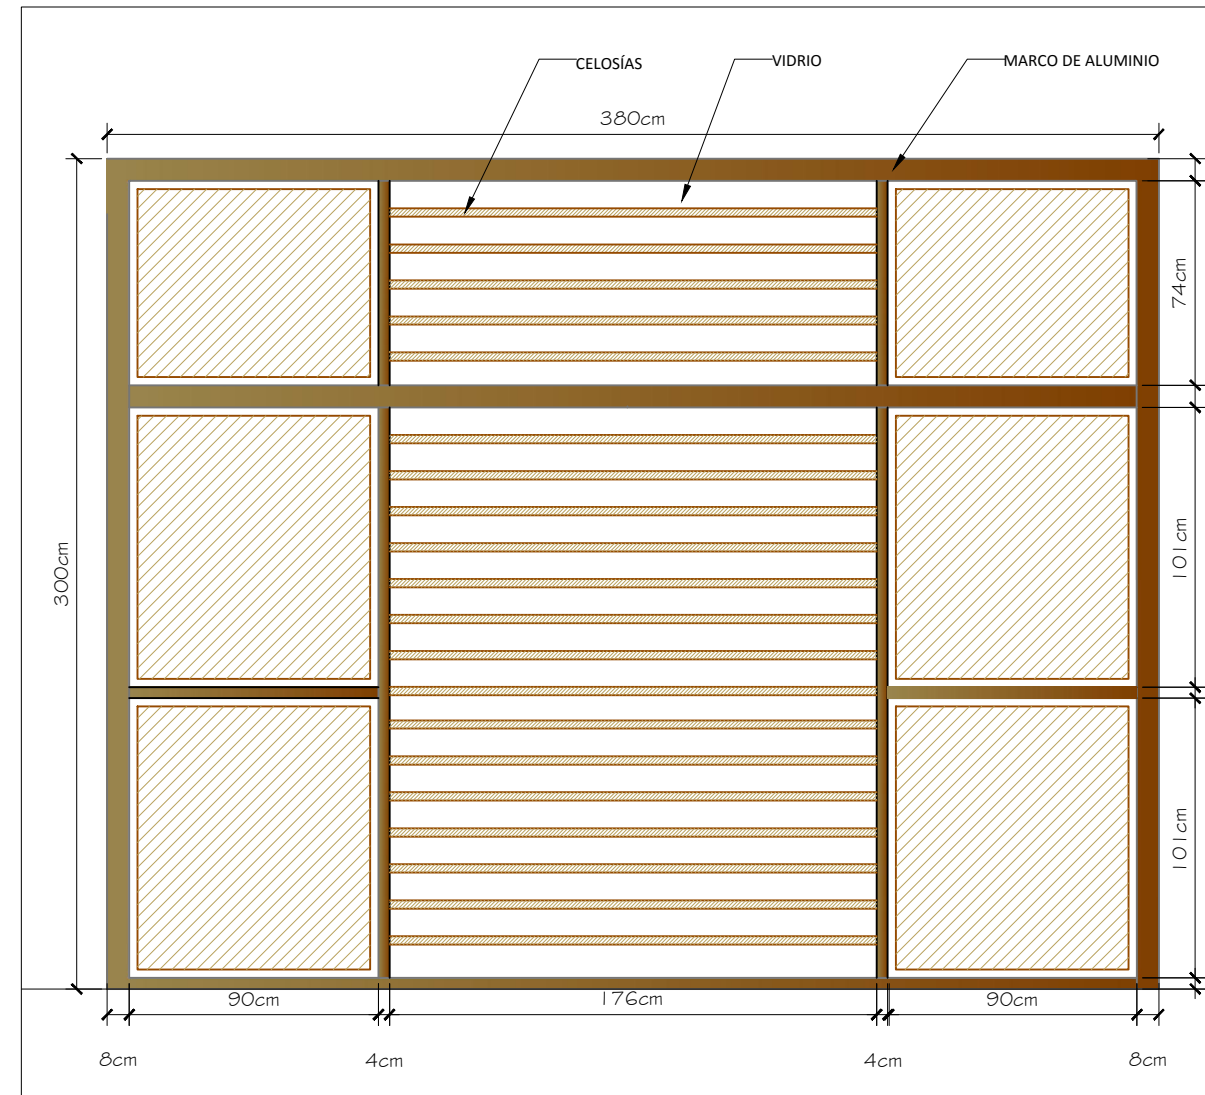 CELOSÍAS
VIDRIO
MARCO DE ALUMINIO
380cm
74cm
300cm
101cm
101cm
90cm
176cm
90cm
8cm
4cm
4cm
8cm